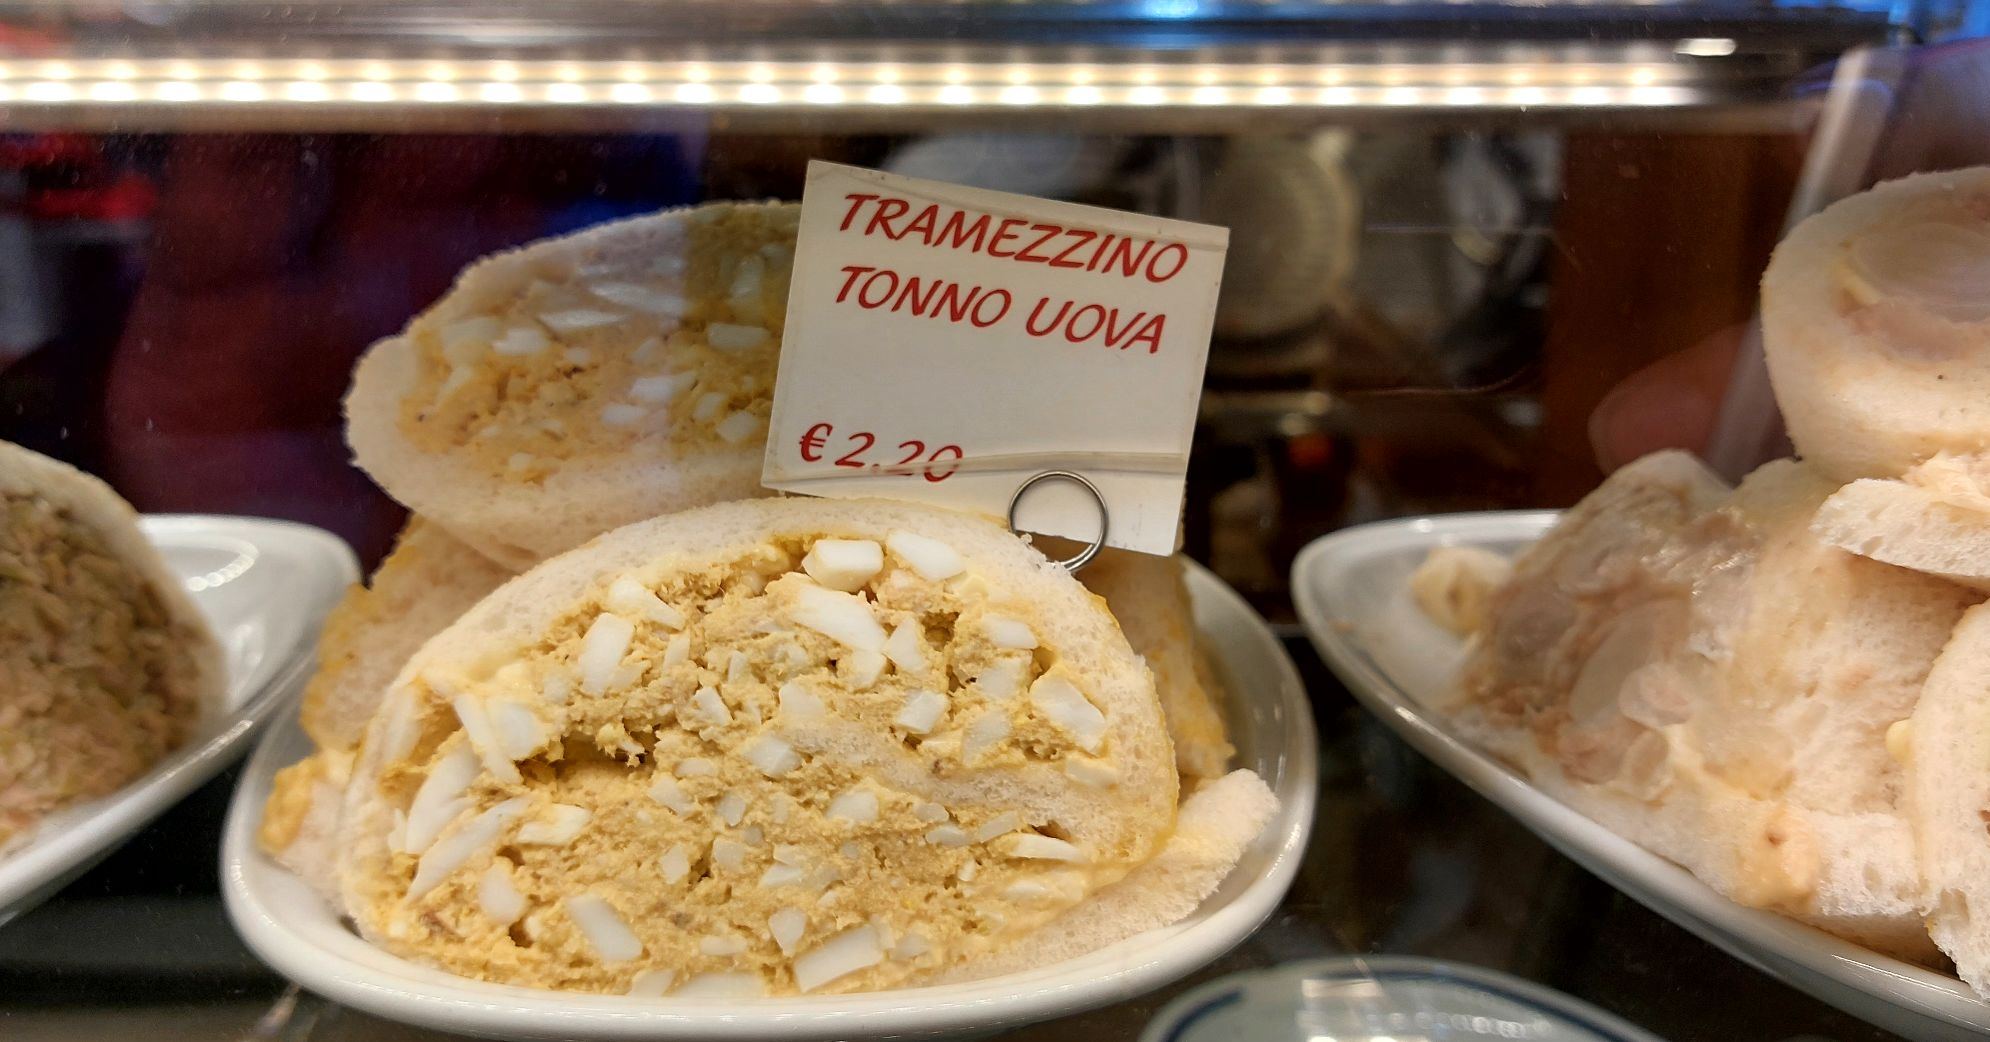 TRAMEZZINO
TONNO UOVA
€ 2.20